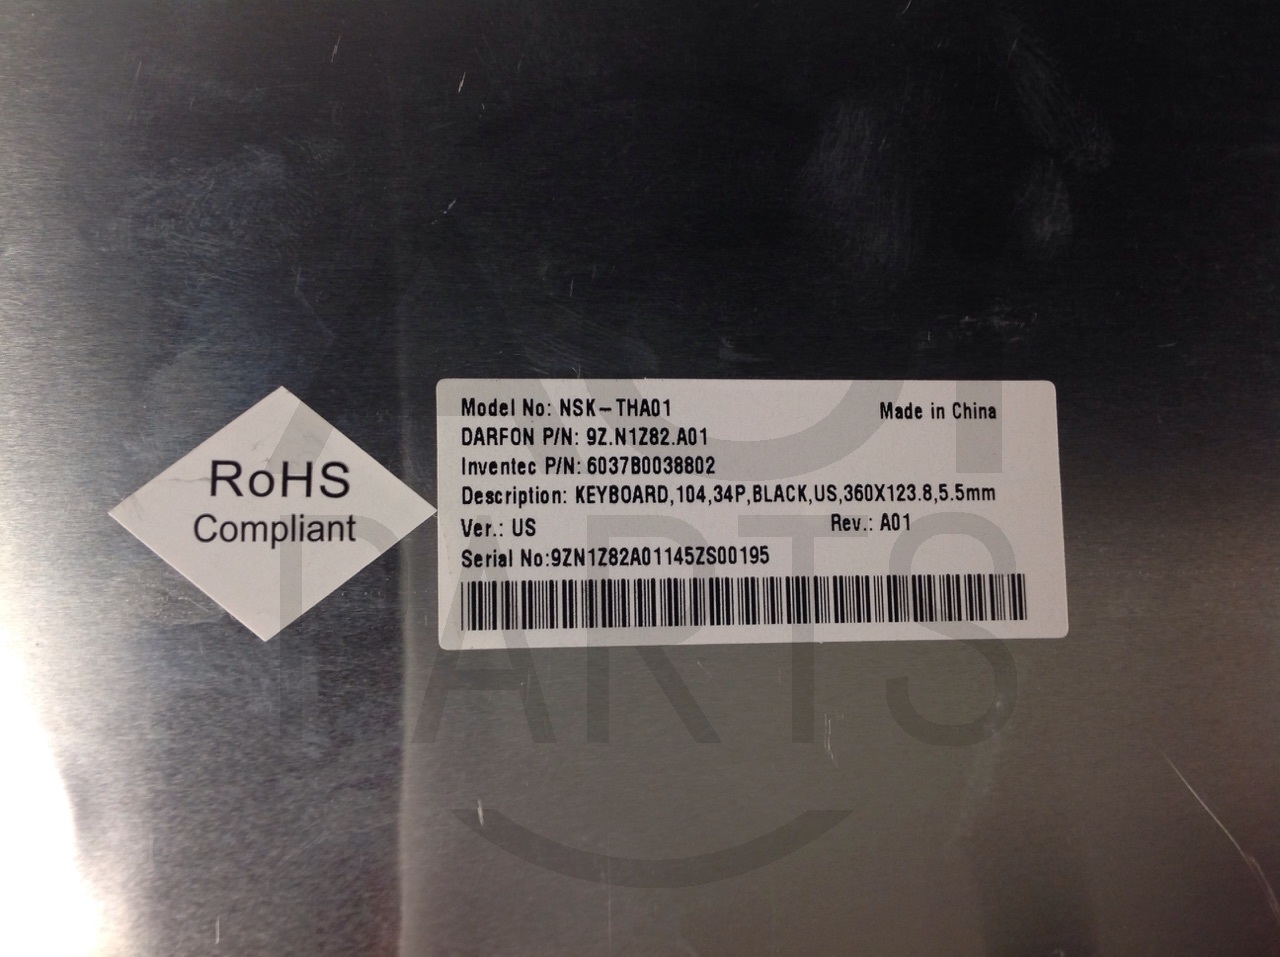 RoHS
Compliant
Model No: NSK-THA01 Made in China
DARFON P/N: 9Z.N1Z82.A01
Inventec P/N: 6037B0038802
Description: KEYBOARD,104,34P,BLACK,US,360X123.8,5.5mm
Ver.: US Rev.: A01
Serial No:9ZN1Z82A01145ZS00195
PARTS